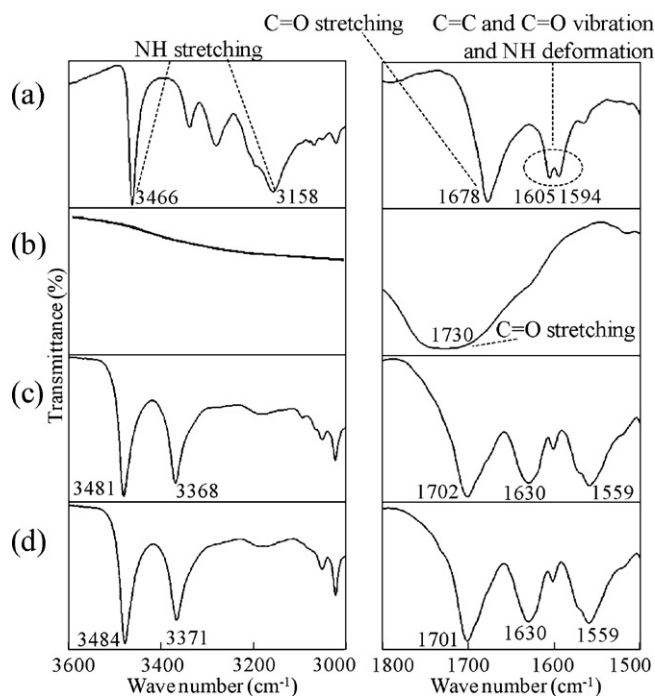 C=O stretching
C=C and C=O vibration
and NH deformation
NH stretching
(a)
3466
3158
1678
1605
1594
(b)
1730
C=O stretching
Transmittance (%)
(c)
3481
3368
1702
1630
1559
(d)
3484
3371
1701
1630
1559
3600 3400 3200 3000
1800 1700 1600 1500
Wave number (cm⁻¹)
Wave number (cm⁻¹)